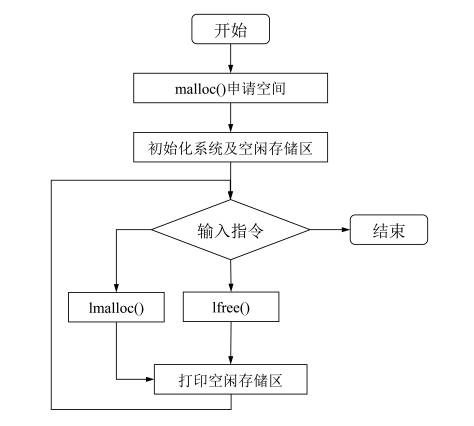 开始
malloc()申请空间
初始化系统及空闲存储区
输入指令
结束
lmalloc()
lfree()
打印空闲存储区